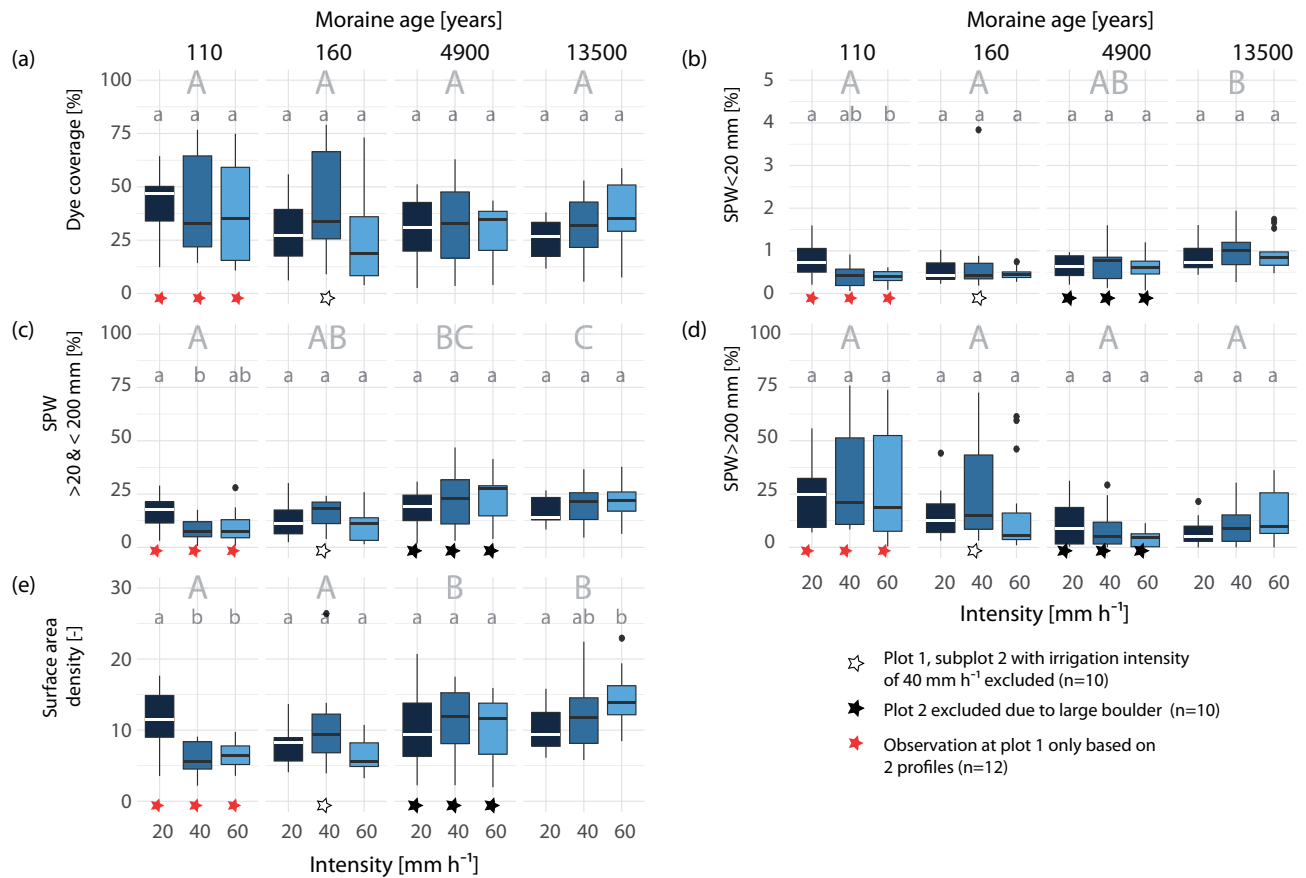 Moraine age [years]
110 160 4900 13500
(a)
Dye coverage [%]
100
75
50
25
0
A A A A
a a a a a a a a a a a a
Moraine age [years]
110 160 4900 13500
(b)
SPW<20 mm [%]
5
4
3
2
1
0
A A AB B
a ab b a a a a a a a a a
(c)
SPW
>20 & < 200 mm [%]
100
75
50
25
0
A AB BC C
a b ab a a a a a a a a a
(d)
SPW>200 mm [%]
100
75
50
25
0
A A A A
a a a a a a a a a a a a
20 40 60 20 40 60 20 40 60 20 40 60
Intensity [mm h⁻¹]
(e)
Surface area
density [-]
30
20
10
0
A A B B
a b b a a a a a a a ab b
20 40 60 20 40 60 20 40 60 20 40 60
Intensity [mm h⁻¹]
Plot 1, subplot 2 with irrigation intensity
of 40 mm h⁻¹ excluded (n=10)
Plot 2 excluded due to large boulder (n=10)
Observation at plot 1 only based on
2 profiles (n=12)